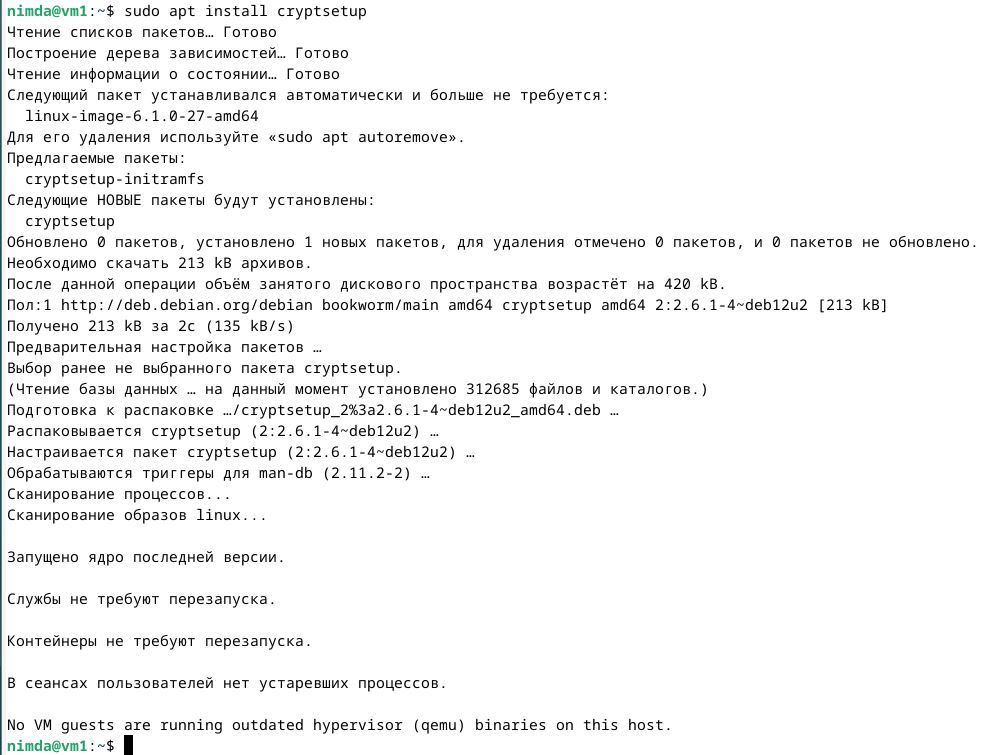 nimda@vm1:~$ sudo apt install cryptsetup
Чтение списков пакетов… Готово
Построение дерева зависимостей… Готово
Чтение информации о состоянии… Готово
Следующий пакет устанавливался автоматически и больше не требуется:
  linux-image-6.1.0-27-amd64
Для его удаления используйте «sudo apt autoremove».
Предлагаемые пакеты:
  cryptsetup-initramfs
Следующие НОВЫЕ пакеты будут установлены:
  cryptsetup
Обновлено 0 пакетов, установлено 1 новых пакетов, для удаления отмечено 0 пакетов, и 0 пакетов не обновлено.
Необходимо скачать 213 kB архивов.
После данной операции объём занятого дискового пространства возрастёт на 420 kB.
Пол:1 http://deb.debian.org/debian bookworm/main amd64 cryptsetup amd64 2:2.6.1-4~deb12u2 [213 kB]
Получено 213 kB за 2с (135 kB/s)
Предварительная настройка пакетов …
Выбор ранее не выбранного пакета cryptsetup.
(Чтение базы данных … на данный момент установлено 312685 файлов и каталогов.)
Подготовка к распаковке …/cryptsetup_2%3a2.6.1-4~deb12u2_amd64.deb …
Распаковывается cryptsetup (2:2.6.1-4~deb12u2) …
Настраивается пакет cryptsetup (2:2.6.1-4~deb12u2) …
Обрабатываются триггеры для man-db (2.11.2-2) …
Сканирование процессов...
Сканирование образов linux...

Запущено ядро последней версии.

Службы не требуют перезапуска.

Контейнеры не требуют перезапуска.

В сеансах пользователей нет устаревших процессов.

No VM guests are running outdated hypervisor (qemu) binaries on this host.
nimda@vm1:~$